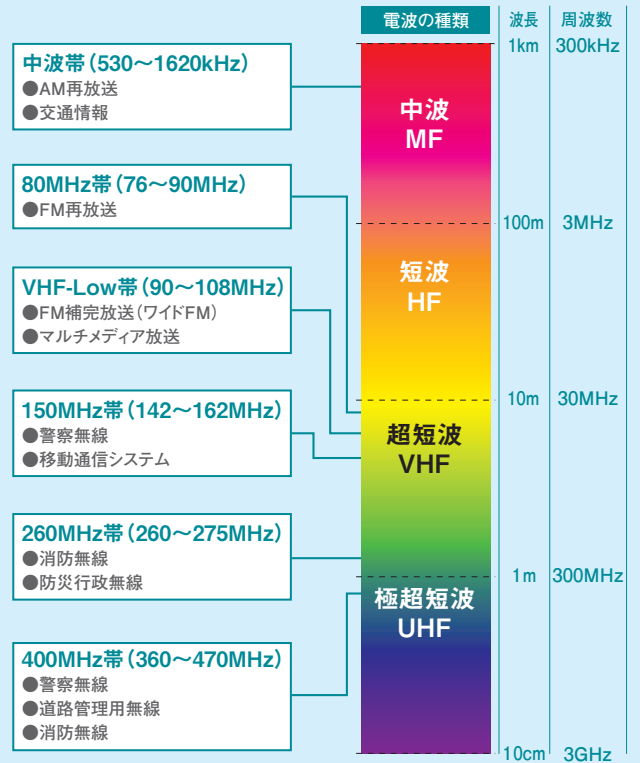 電波の種類 波長 周波数
1km 300kHz
中波帯(530～1620kHz)
●AM再放送
●交通情報
中波
MF
80MHz帯(76～90MHz)
●FM再放送
100m 3MHz
短波
HF
VHF-Low帯(90～108MHz)
●FM補完放送(ワイドFM)
●マルチメディア放送
10m 30MHz
150MHz帯(142～162MHz)
●警察無線
●移動通信システム
超短波
VHF
260MHz帯(260～275MHz)
●消防無線
●防災行政無線
1m 300MHz
極超短波
UHF
400MHz帯(360～470MHz)
●警察無線
●道路管理用無線
●消防無線
10cm 3GHz